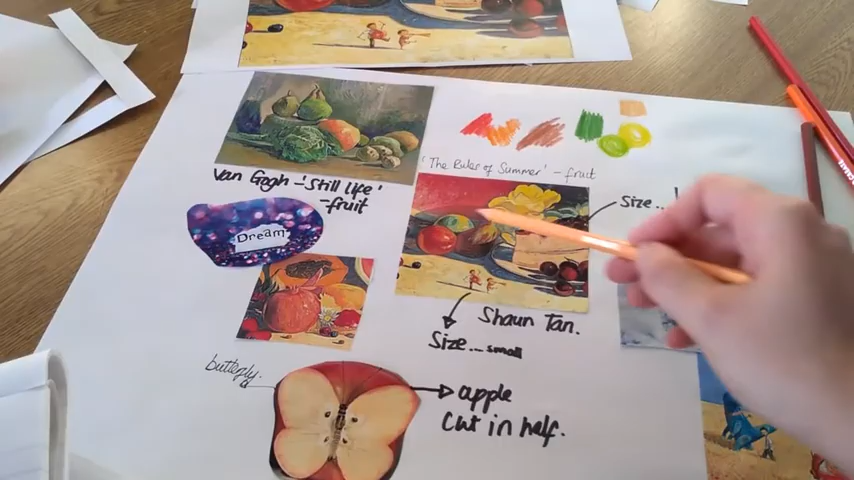 'The Rules of Summer' - fruit
Van Gogh - 'Still life'
- fruit
Size..
Dream
Shaun Tan.
Size... small
butterfly.
apple
Cut in half.